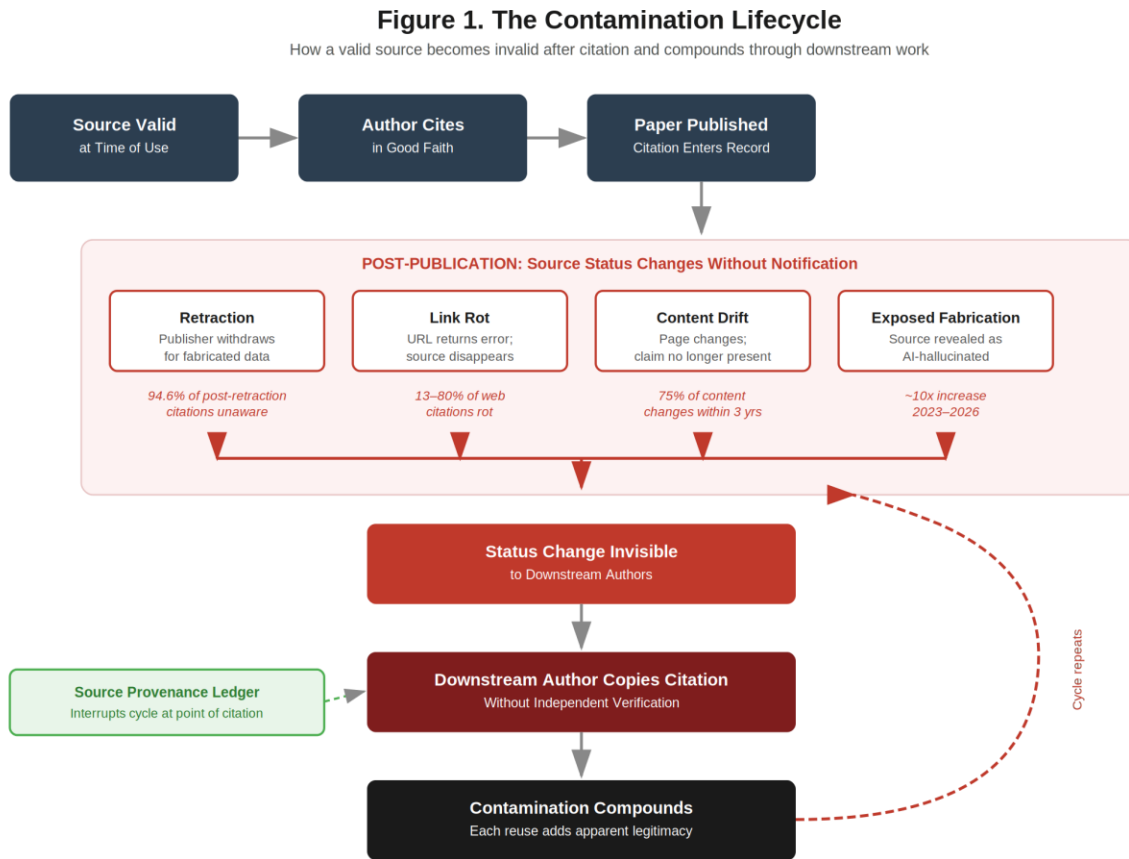 Figure 1. The Contamination Lifecycle
How a valid source becomes invalid after citation and compounds through downstream work
Source Valid
at Time of Use
Author Cites
in Good Faith
Paper Published
Citation Enters Record
POST-PUBLICATION: Source Status Changes Without Notification
Retraction
Publisher withdraws
for fabricated data
94.6% of post-retraction
citations unaware
Link Rot
URL returns error;
source disappears
13–80% of web
citations rot
Content Drift
Page changes;
claim no longer present
75% of content
changes within 3 yrs
Exposed Fabrication
Source revealed as
AI-hallucinated
~10x increase
2023–2026
Status Change Invisible
to Downstream Authors
Source Provenance Ledger
Interrupts cycle at point of citation
Downstream Author Copies Citation
Without Independent Verification
Cycle repeats
Contamination Compounds
Each reuse adds apparent legitimacy